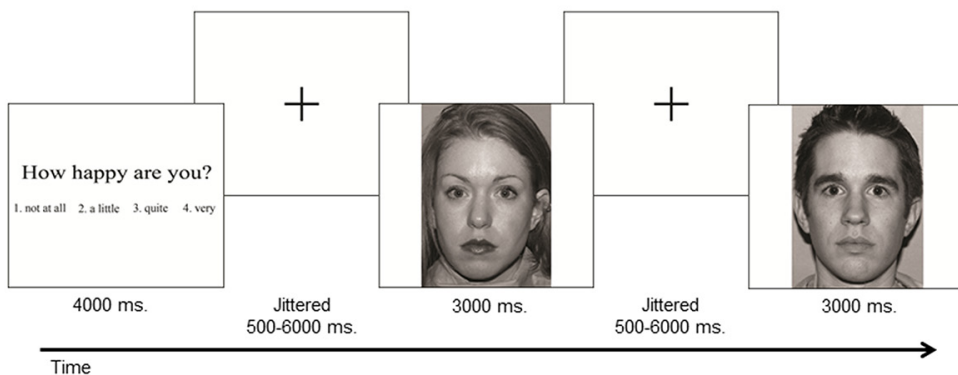 How happy are you?
1. not at all 2. a little 3. quite 4. very
4000 ms.
Jittered
500-6000 ms.
3000 ms.
Jittered
500-6000 ms.
3000 ms.
Time